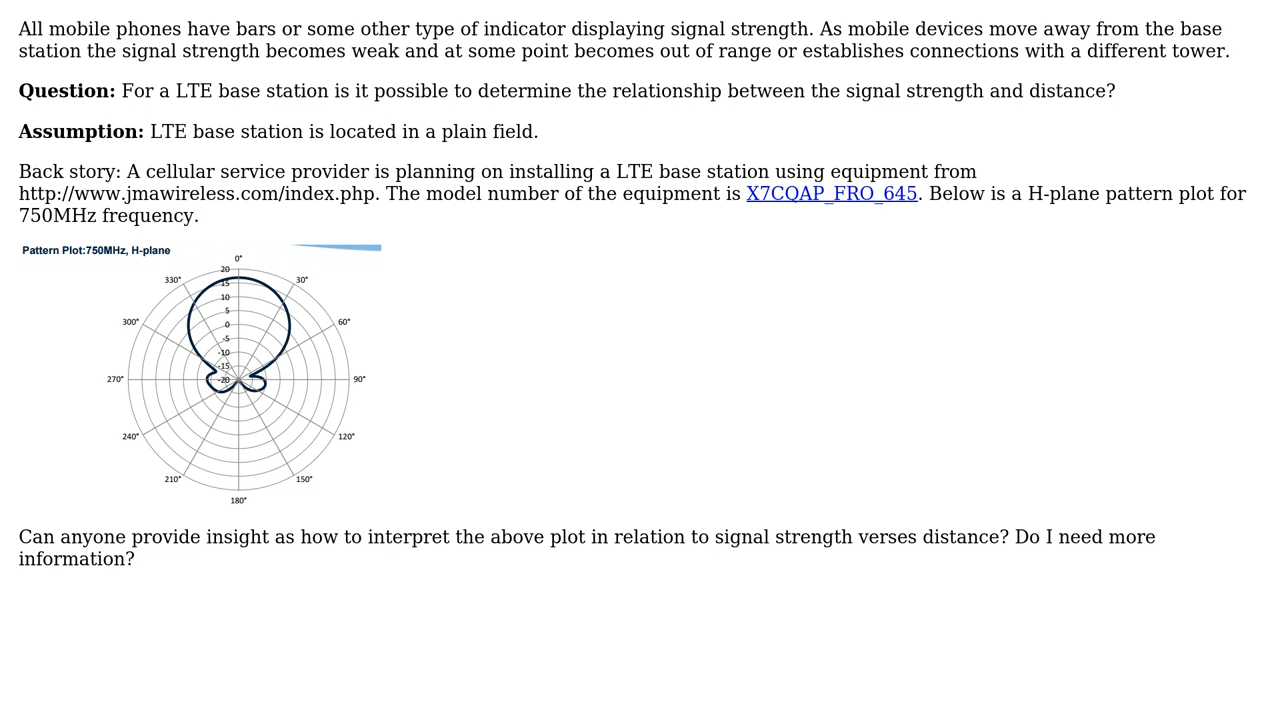 All mobile phones have bars or some other type of indicator displaying signal strength. As mobile devices move away from the base
station the signal strength becomes weak and at some point becomes out of range or establishes connections with a different tower.
Question: For a LTE base station is it possible to determine the relationship between the signal strength and distance?
Assumption: LTE base station is located in a plain field.
Back story: A cellular service provider is planning on installing a LTE base station using equipment from
http://www.jmawireless.com/index.php. The model number of the equipment is X7CQAP_FRO_645. Below is a H-plane pattern plot for
750MHz frequency.
Pattern Plot:750MHz, H-plane
0°
20
330°
15
30°
10
5
300°
0
60°
-5
-10
-15
270°
-20
90°
240°
120°
210°
150°
180°
Can anyone provide insight as how to interpret the above plot in relation to signal strength verses distance? Do I need more
information?